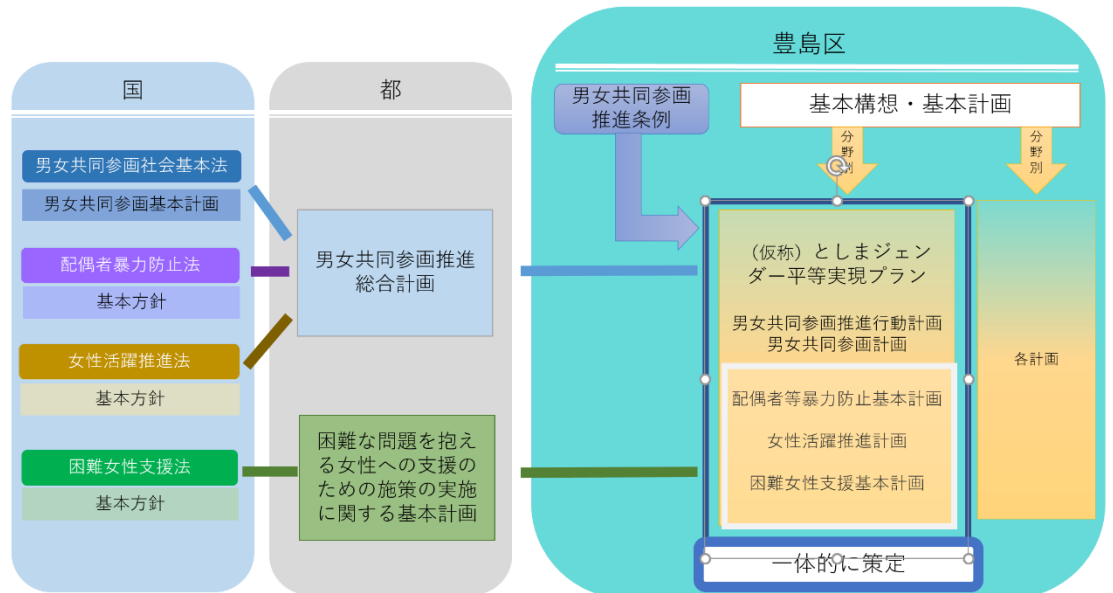 国
男女共同参画社会基本法
男女共同参画基本計画
配偶者暴力防止法
基本方針
女性活躍推進法
基本方針
困難女性支援法
基本方針
都
男女共同参画推進
総合計画
困難な問題を抱え
る女性への支援の
ための施策の実施
に関する基本計画
豊島区
男女共同参画
推進条例
基本構想・基本計画
分野別
分野別
（仮称）としまジェン
ダー平等実現プラン
男女共同参画推進行動計画
男女共同参画計画
配偶者等暴力防止基本計画
女性活躍推進計画
困難女性支援基本計画
各計画
一体的に策定